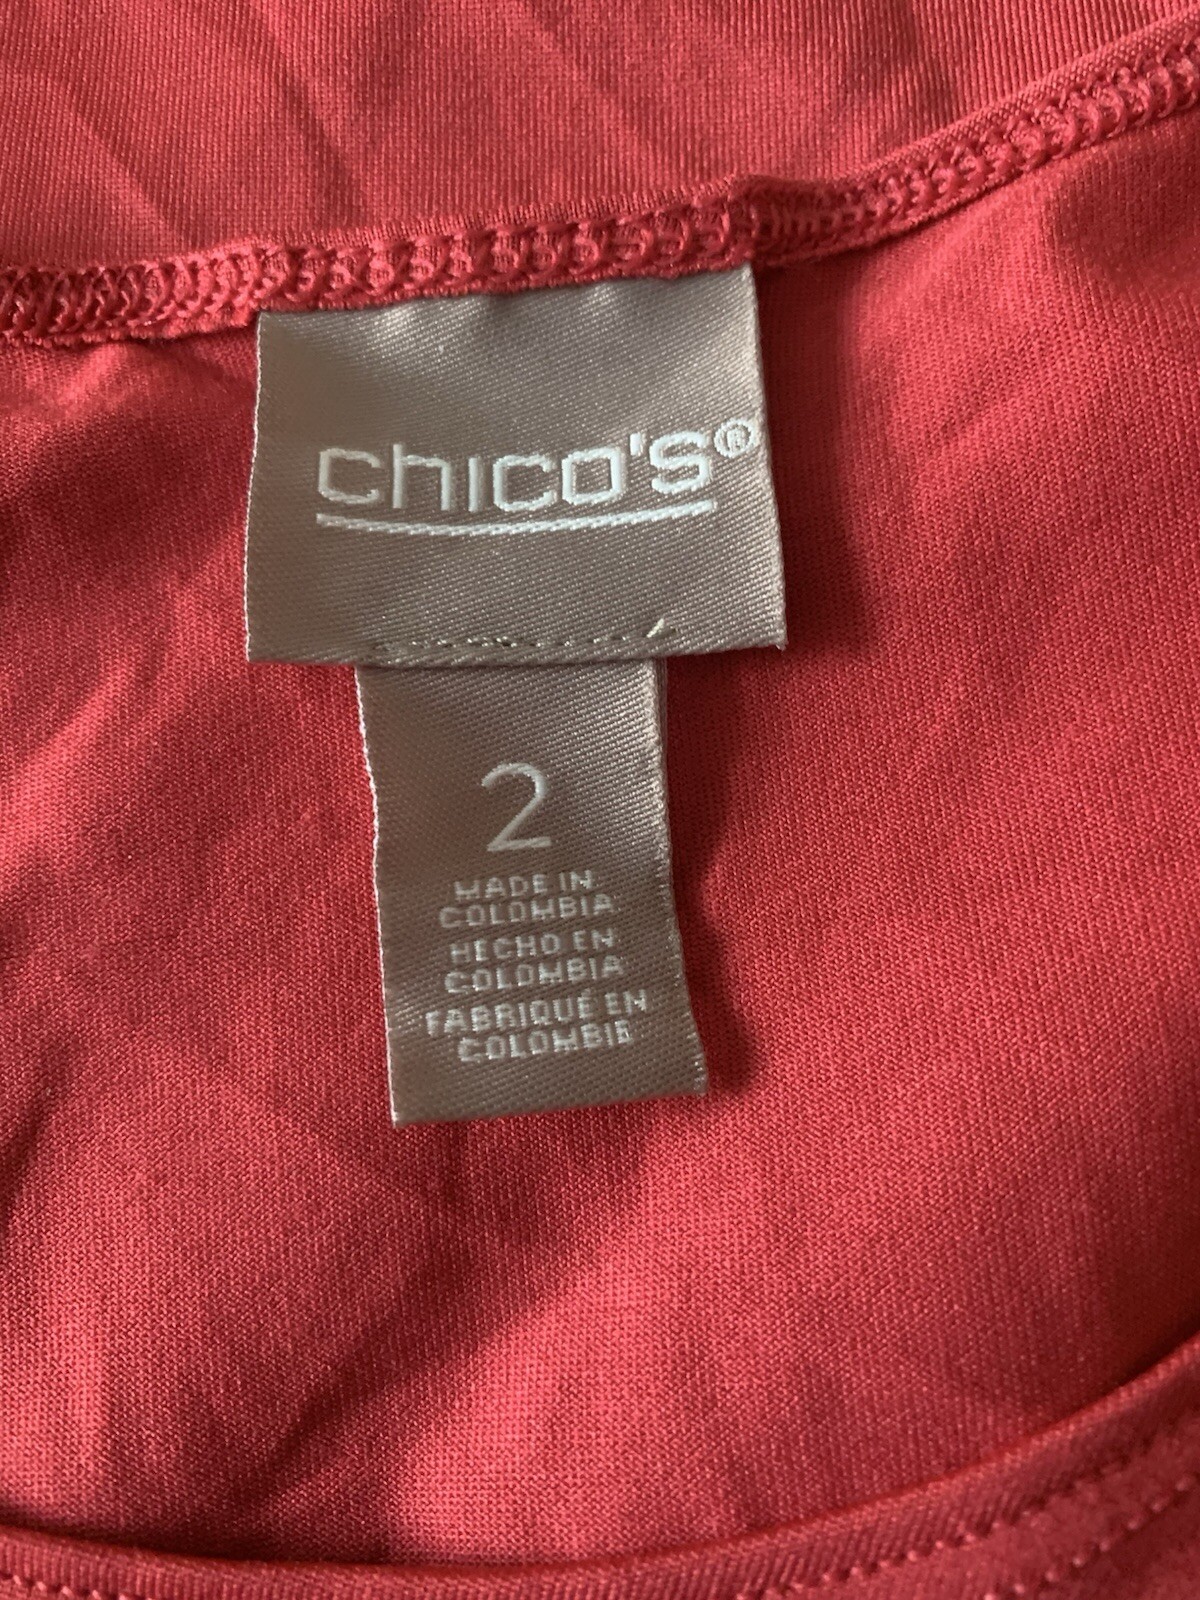 chico's®
2
MADE IN
COLOMBIA
HECHO EN
COLOMBIA
FABRIQUÉ EN
COLOMBIE